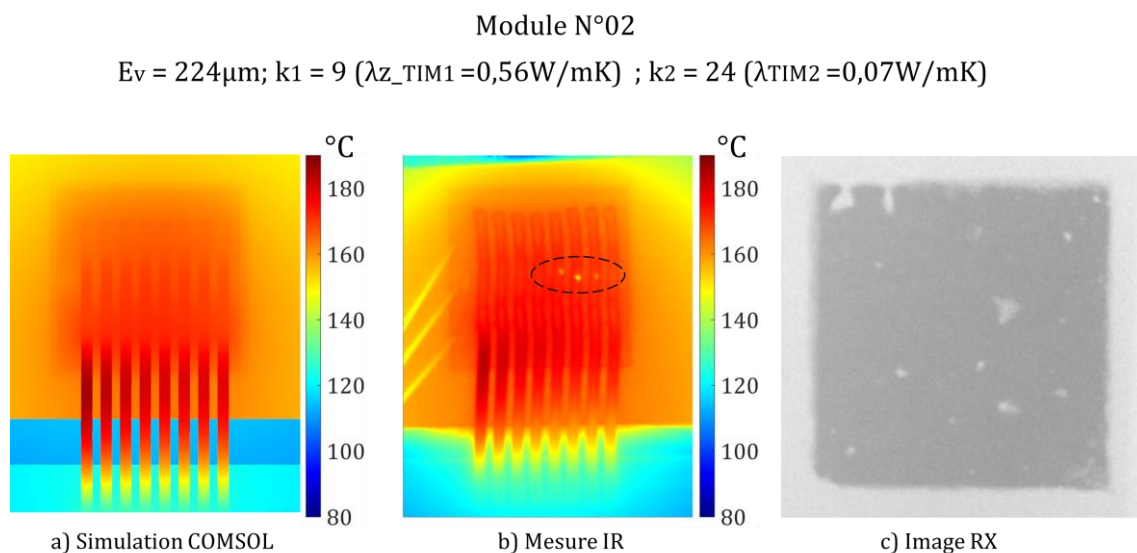 Module N°02
Ev = 224μm; k1 = 9 (λz_TIM1 =0,56W/mK) ; k2 = 24 (λTIM2 =0,07W/mK)
°C
180
160
140
120
100
80
°C
180
160
140
120
100
80
a) Simulation COMSOL
b) Mesure IR
c) Image RX